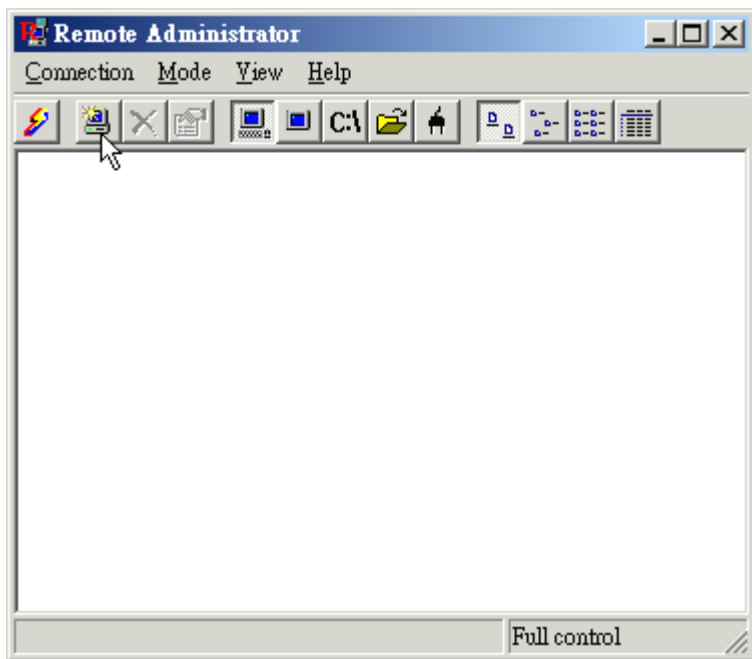 Remote Administrator
Connection Mode View Help
C:\
Full control